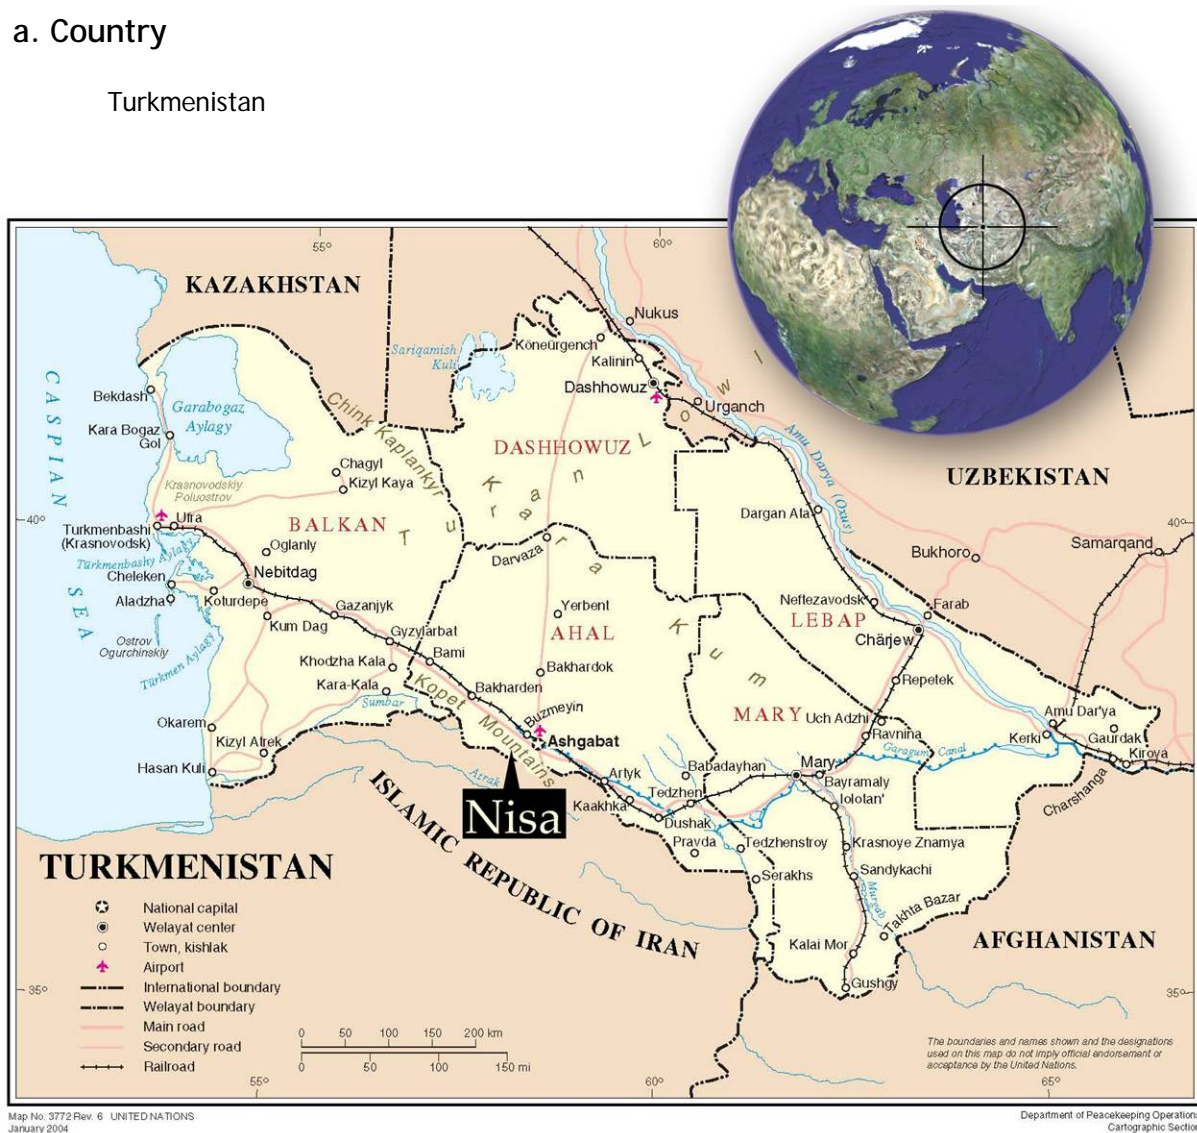 a. Country
Turkmenistan
55°
60°
KAZAKHSTAN
Nukus
Köneürgench
Sariqamish
Kuli
Kalinin
Dashhowuz
Urganch
Bekdash
Garabogaz
Aylagy
Kara Bogaz
Gol
CASPIAN
SEA
Chink Kaplankyr
DASHHOWUZ
Amu Darya (Oxus)
UZBEKISTAN
Chagyl
Kizyl Kaya
Krasnovodskiy
Poluostrov
40°
Ufra
Turkmenbashi
(Krasnovodsk)
BALKAN
Turan Lowl
Kara Kum
Dargan Ata
40°
Oglanly
Darvaza
Bukhoro
Samarqand
Türkmenbashy Aylagy
Cheleken
Nebitdag
Aladzha
Koturdepe
Gazanjyk
Yerbent
Neftezavodsk
Farab
LEBAP
Kum Dag
AHAL
Chärjew
Ostrov
Ogurchinskiy
Türkmen Aylagy
Gyzylarbat
Khodzha Kala
Bami
Kara-Kala
Bakhardok
Repetek
Sumbar
Kopet Mountains
Bakharden
Okarem
Buzmeyin
MARY
Uch Adzhi
Amu Dar'ya
Kizyl Atrek
Ashgabat
Ravnina
Kerki
Gaurdak
Garagum Canal
Kirova
Hasan Kuli
Atrak
Artyk
Babadayhan
Mary
Bayramaly
Charshanga
Nisa
Kaakhka
Tedzhen
Iolotan'
Dushak
ISLAMIC REPUBLIC OF IRAN
Pravda
Tedzhenstroy
Krasnoye Znamya
TURKMENISTAN
Serakhs
Sandykachi
Murgab
National capital
Welayat center
Town, kishlak
Airport
International boundary
Welayat boundary
Main road
Secondary road
Railroad
Takhta Bazar
Kalai Mor
AFGHANISTAN
Gushgy
35°
35°
0 50 100 150 200 km
0 50 100 150 mi
The boundaries and names shown and the designations
used on this map do not imply official endorsement or
acceptance by the United Nations.
55°
60°
65°
Map No. 3772 Rev. 6 UNITED NATIONS
January 2004
Department of Peacekeeping Operations
Cartographic Section